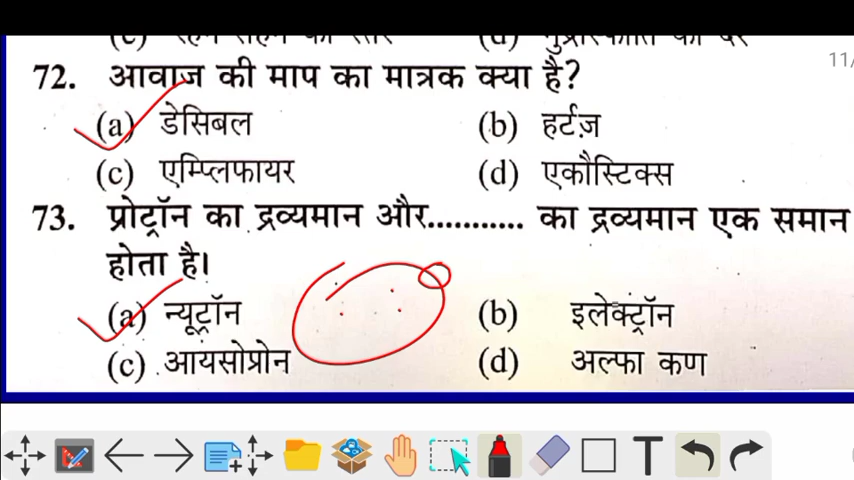 72. आवाज की माप का मात्रक क्या है?
11/
(a) डेसिबल (b) हर्टज़
(c) एम्प्लिफायर (d) एकौस्टिक्स
73. प्रोट्रॉन का द्रव्यमान और............ का द्रव्यमान एक समान
होता है।
(a) न्यूट्रॉन (b) इलेक्ट्रॉन
(c) आयसोप्रोन (d) अल्फा कण
T